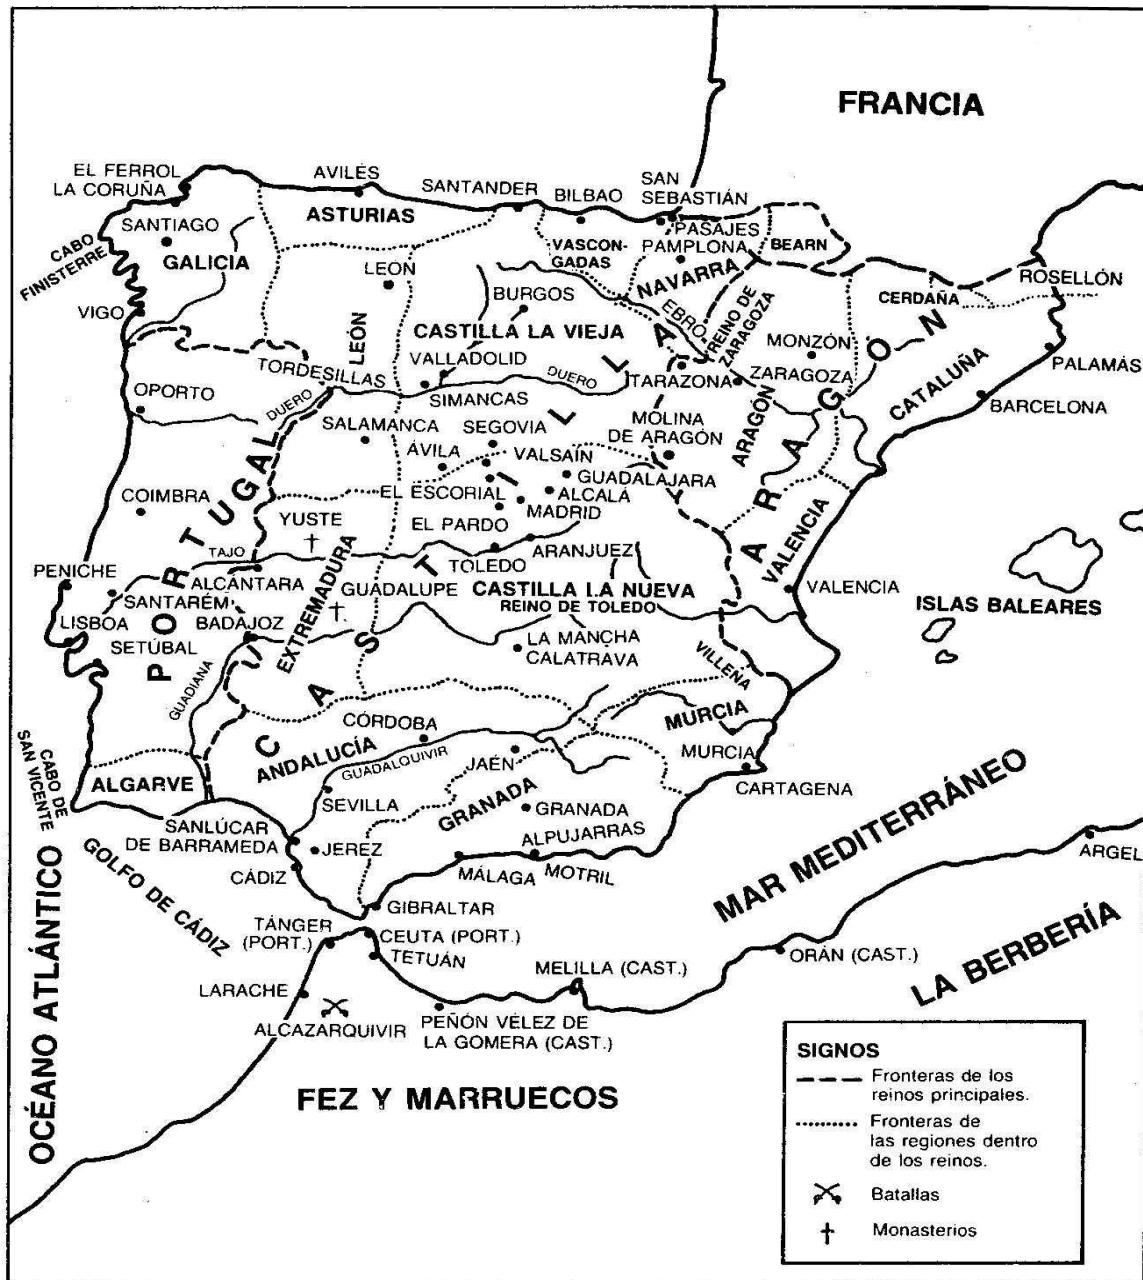 FRANCIA
EL FERROL
LA CORUÑA
AVILÉS
SANTANDER
BILBAO
SAN
SEBASTIÁN
ASTURIAS
SANTIAGO
PASAJES
BEARN
CABO
FINISTERRE
GALICIA
VASCON-
GADAS
PAMPLONA
NAVARRA
LEÓN
ROSELLÓN
CERDAÑA
VIGO
BURGOS
EBRO
REINO DE
ZARAGOZA
LEÓN
CASTILLA LA VIEJA
MONZÓN
PALAMÁS
TORDESILLAS
VALLADOLID
DUERO
TARAZONA
ZARAGOZA
CATALUÑA
OPORTO
DUERO
SIMANCAS
BARCELONA
SALAMANCA
SEGOVIA
MOLINA
DE ARAGÓN
ARAGÓN
ARAGÓN
ÁVILA
VALSAÍN
GUADALAJARA
COIMBRA
EL ESCORIAL
ALCALÁ
MADRID
PORTUGAL
YUSTE
EL PARDO
VALENCIA
TAJO
TOLEDO
ARANJUEZ
PENICHE
ALCÁNTARA
GUADALUPE
CASTILLA LA NUEVA
REINO DE TOLEDO
VALENCIA
SANTARÉM
EXTREMADURA
ISLAS BALEARES
LISBOA
BADAJOZ
SETÚBAL
LA MANCHA
CALATRAVA
CASTILLA
GUADIANA
VILLENA
MURCIA
CÓRDOBA
ANDALUCÍA
GUADALQUIVIR
JAÉN
MURCIA
CABO DE
SAN VICENTE
ALGARVE
CARTAGENA
SEVILLA
GRANADA
GRANADA
SANLÚCAR
DE BARRAMEDA
JEREZ
ALPUJARRAS
GOLFO DE CÁDIZ
CÁDIZ
MÁLAGA
MOTRIL
MAR MEDITERRÁNEO
ARGEL
GIBRALTAR
TÁNGER
(PORT.)
CEUTA (PORT.)
TETUÁN
ORÁN (CAST.)
LA BERBERÍA
OCÉANO ATLÁNTICO
LARACHE
MELILLA (CAST.)
ALCAZARQUIVIR
PEÑÓN VÉLEZ DE
LA GOMERA (CAST.)
FEZ Y MARRUECOS
SIGNOS
Fronteras de los
reinos principales.
Fronteras de
las regiones dentro
de los reinos.
Batallas
Monasterios